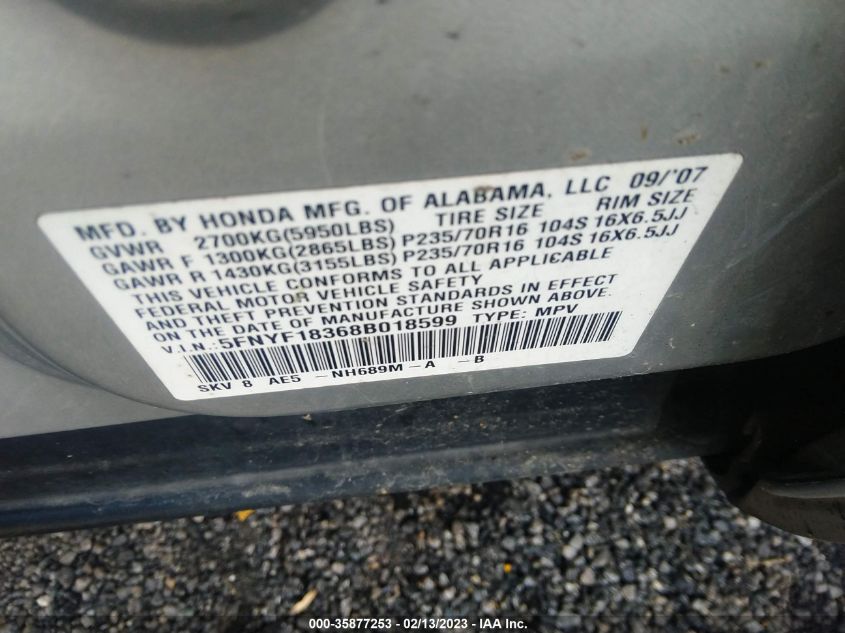 MFD. BY HONDA MFG. OF ALABAMA, LLC 09/'07
GVWR 2700KG(5950LBS) TIRE SIZE RIM SIZE
GAWR F 1300KG(2865LBS) P235/70R16 104S 16X6.5JJ
GAWR R 1430KG(3155LBS) P235/70R16 104S 16X6.5JJ
THIS VEHICLE CONFORMS TO ALL APPLICABLE
FEDERAL MOTOR VEHICLE SAFETY
AND THEFT PREVENTION STANDARDS IN EFFECT
ON THE DATE OF MANUFACTURE SHOWN ABOVE.
V.I.N.:5FNYF18368B018599 TYPE: MPV
SKV 8 AE5 -NH689M-A -B
000-35877253 - 02/13/2023 - IAA Inc.